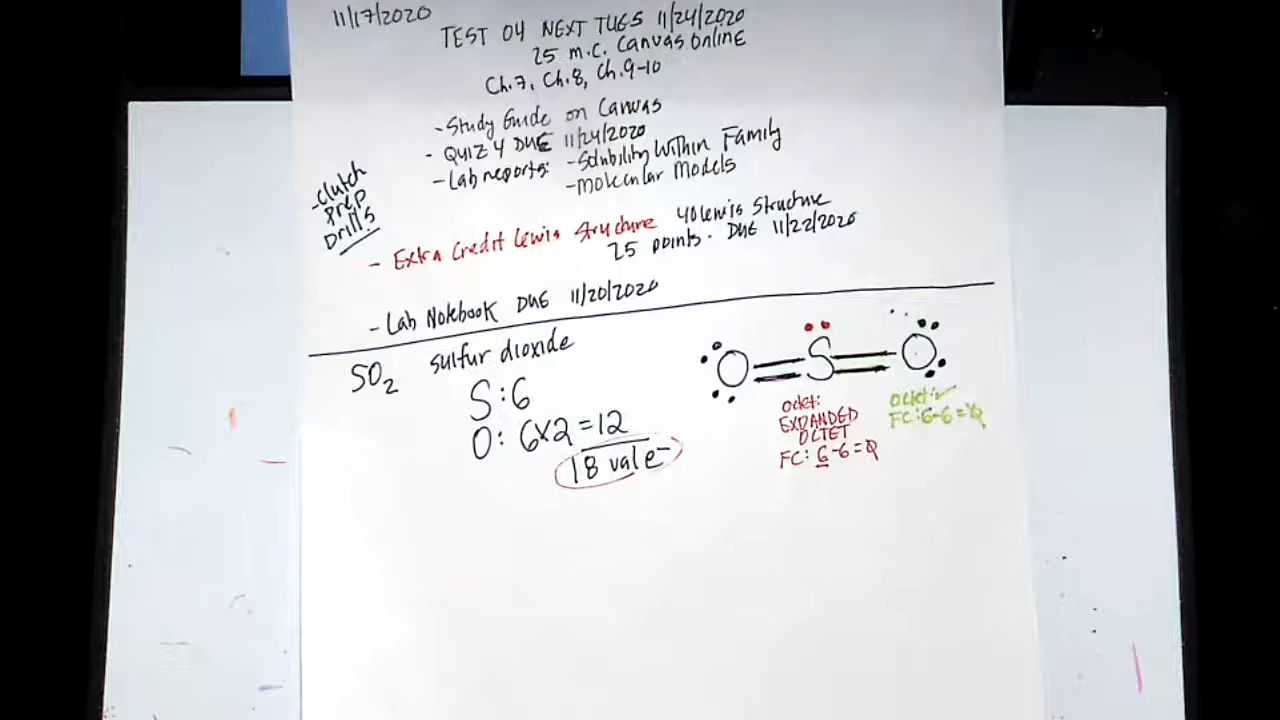 11/17/2020
TEST 04 NEXT TUES 11/24/2020
25 m.c. Canvas Online
Ch.7, Ch.8, Ch.9-10
-Study Guide on Canvas
- QUIZ 4 DUE 11/24/2020
-Lab reports: -Solubility Within Family
-Molecular Models
-Clutch
Prep
Drills
- Extra Credit Lewis Structure 40 Lewis Structure
25 points. DUE 11/22/2020
-Lab Notebook DUE 11/20/2020
SO2 sulfur dioxide
S:6
O: 6x2=12
18 val e-
O=S=O
Octet:
EXPANDED
OCTET
FC: 6-6=0
Octet:✓
FC:6-6=0